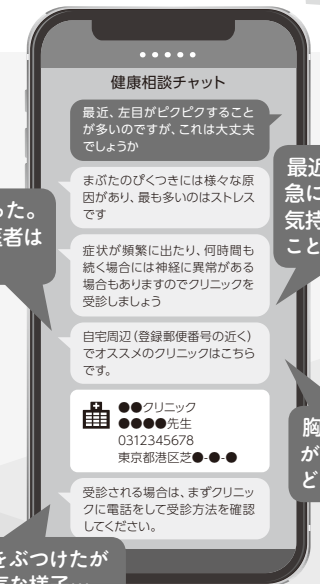 健康相談チャット
最近、左目がピクピクすること
が多いのですが、これは大丈夫
でしょうか
まぶたのぴくつきには様々な原
因があり、最も多いのはストレス
です
症状が頻繁に出たり、何時間も
続く場合には神経に異常がある
場合もありますのでクリニックを
受診しましょう
自宅周辺（登録郵便番号の近く）
でオススメのクリニックはこちら
です。
●●クリニック
●●●●先生
0312345678
東京都港区芝●-●-●
受診される場合は、まずクリニッ
クに電話をして受診方法を確認
してください。
った。
医者は
最近
急に
気持
こと
胸
が
ど
をぶつけたが
気な様子…